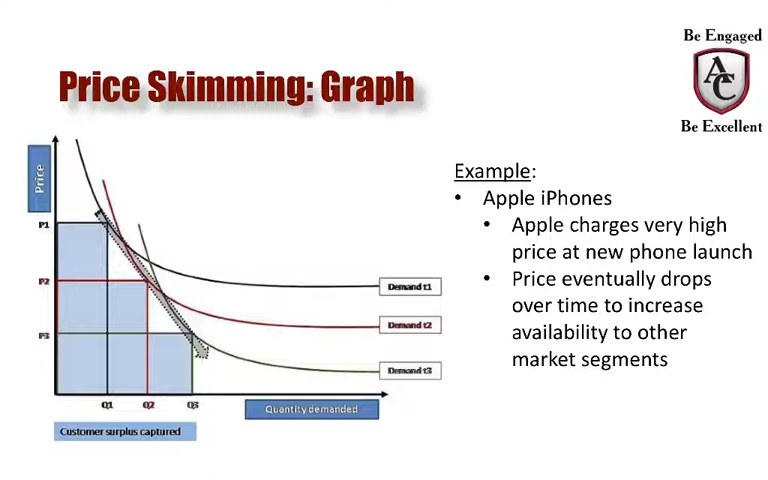 Be Engaged
AC
Be Excellent
Price Skimming: Graph
Price
P1
P2
P3
Demand t1
Demand t2
Demand t3
Q1
Q2
Q3
Quantity demanded
Customer surplus captured
Example:
• Apple iPhones
• Apple charges very high
price at new phone launch
• Price eventually drops
over time to increase
availability to other
market segments